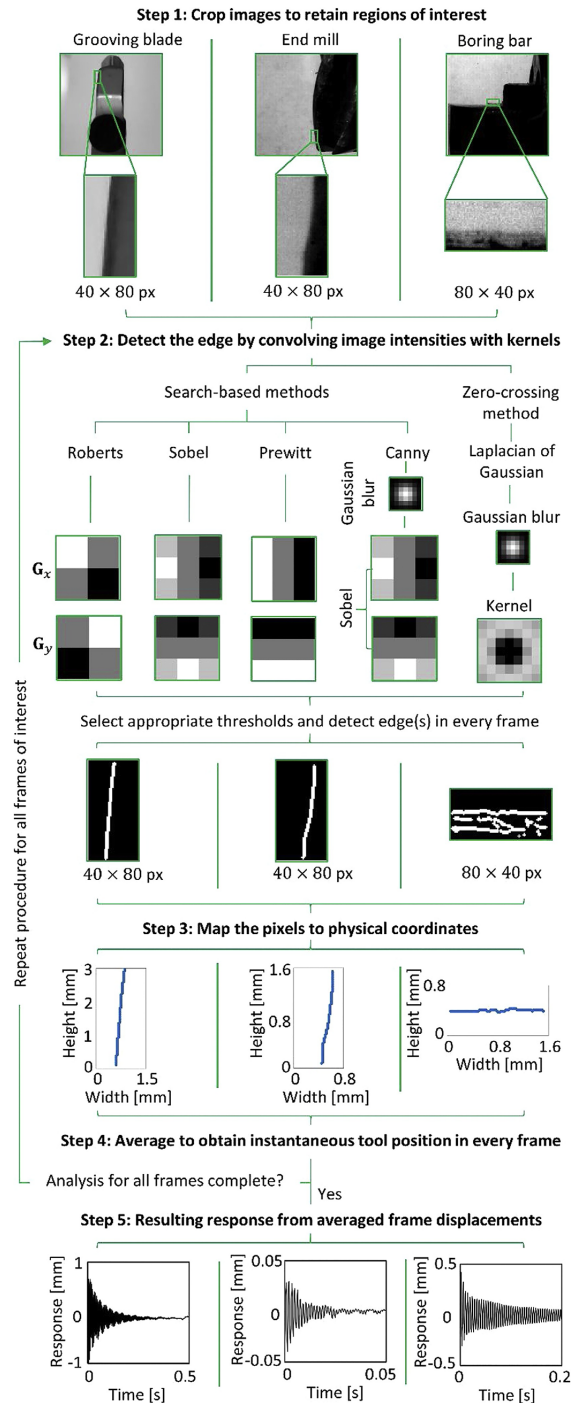 Step 1: Crop images to retain regions of interest
Grooving blade
End mill
Boring bar
40 × 80 px
40 × 80 px
80 × 40 px
Step 2: Detect the edge by convolving image intensities with kernels
Search-based methods
Zero-crossing
method
Roberts
Sobel
Prewitt
Canny
Laplacian of
Gaussian
Gaussian
blur
Gaussian blur
Gx
Sobel
Kernel
Gy
Select appropriate thresholds and detect edge(s) in every frame
40 × 80 px
40 × 80 px
80 × 40 px
Repeat procedure for all frames of interest
Step 3: Map the pixels to physical coordinates
Height [mm]
3
2
1
0
0
1.5
Width [mm]
Height [mm]
1.6
0.8
0
0
0.8
Width [mm]
Height [mm]
0.8
0
0
0.8
1.6
Width [mm]
Step 4: Average to obtain instantaneous tool position in every frame
Analysis for all frames complete?
Yes
Step 5: Resulting response from averaged frame displacements
Response [mm]
1
0
-1
0
0.5
Time [s]
Response [mm]
0.05
0
-0.05
0
0.05
Time [s]
Response [mm]
0.5
0
-0.5
0
0.2
Time [s]